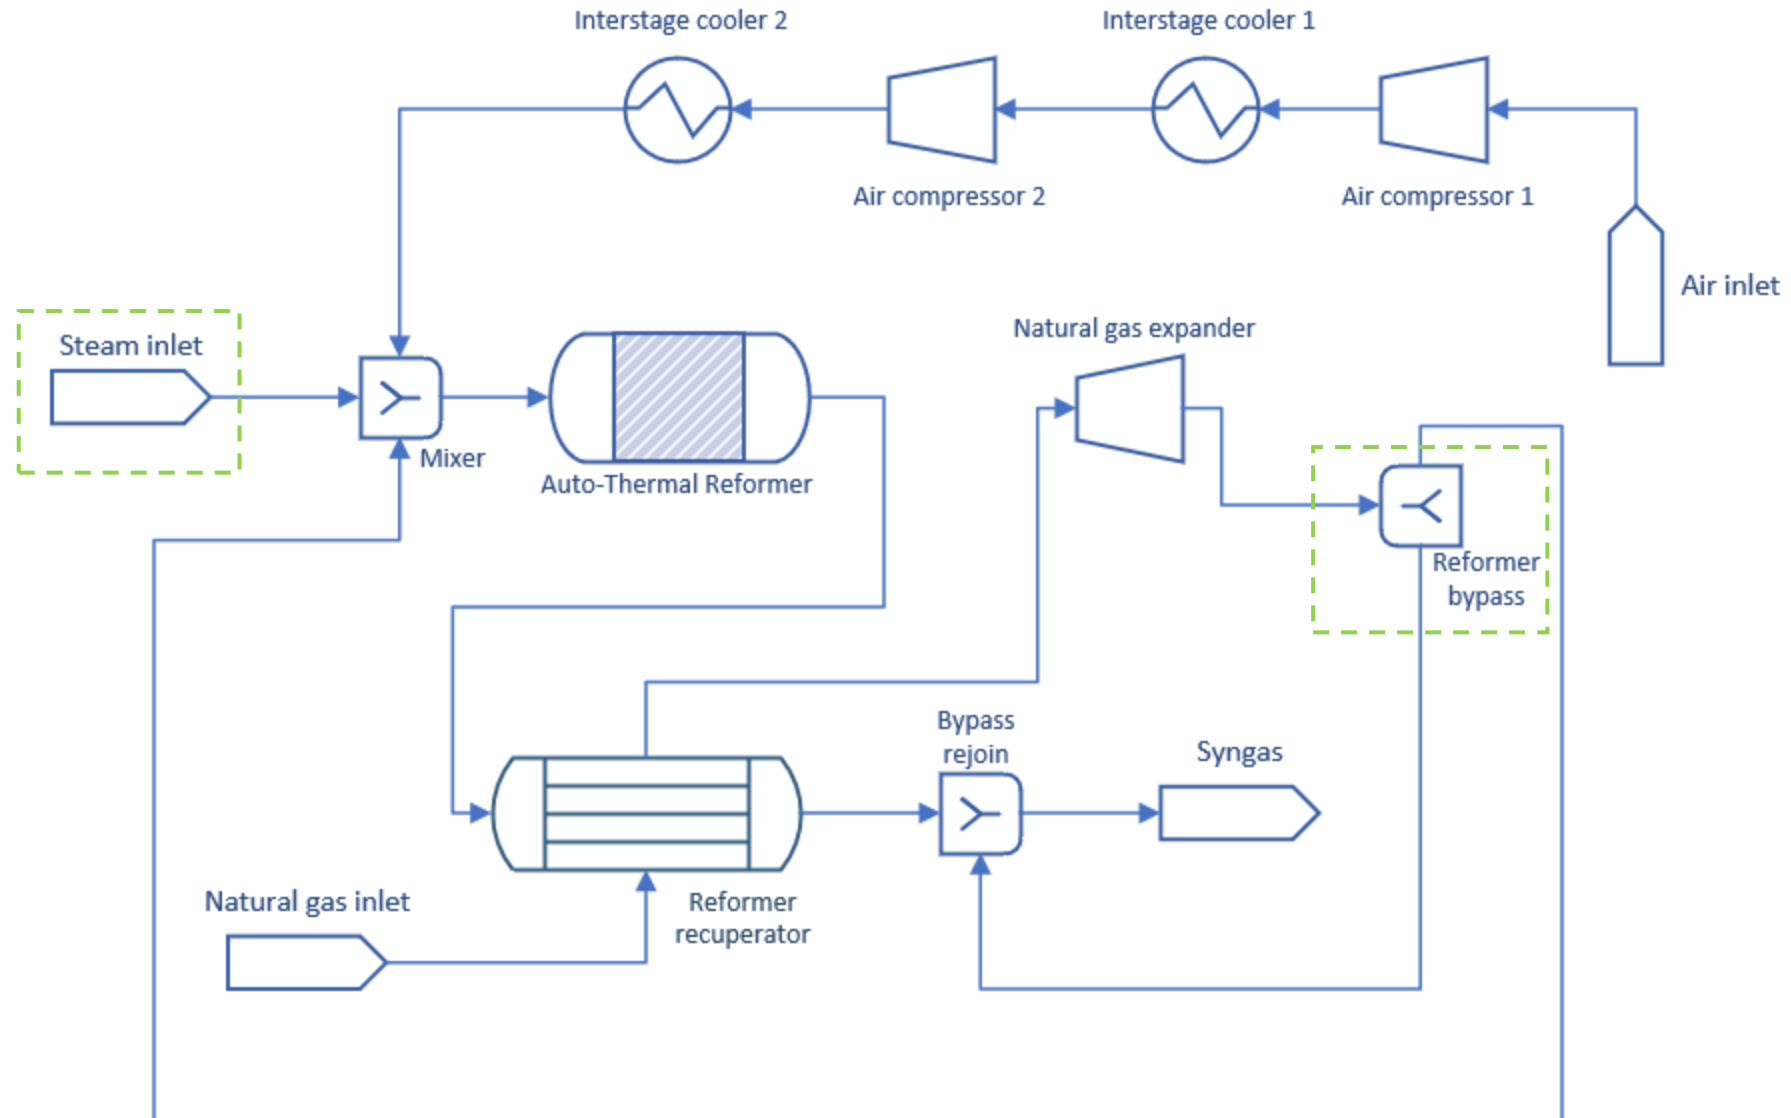 Interstage cooler 2
Interstage cooler 1
Air compressor 2
Air compressor 1
Air inlet
Steam inlet
Natural gas expander
Mixer
Auto-Thermal Reformer
Reformer
bypass
Bypass
rejoin
Syngas
Natural gas inlet
Reformer
recuperator